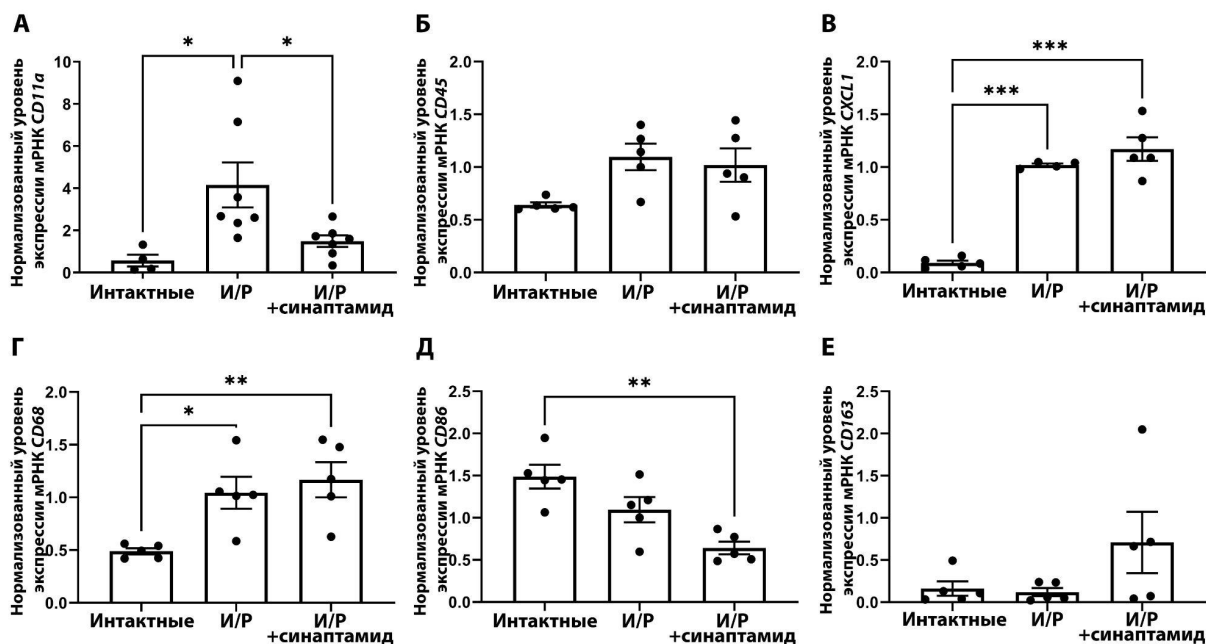 А
Нормализованный уровень
экспрессии мРНК CD11a
10
8
6
4
2
0
*
*
Интактные
И/Р
И/Р
+синаптамид
Б
Нормализованный уровень
экспрессии мРНК CD45
2.0
1.5
1.0
0.5
0.0
Интактные
И/Р
И/Р
+синаптамид
В
Нормализованный уровень
экспрессии мРНК CXCL1
2.0
1.5
1.0
0.5
0.0
***
***
Интактные
И/Р
И/Р
+синаптамид
Г
Нормализованный уровень
экспрессии мРНК CD68
2.0
1.5
1.0
0.5
0.0
**
*
Интактные
И/Р
И/Р
+синаптамид
Д
Нормализованный уровень
экспрессии мРНК CD86
2.5
2.0
1.5
1.0
0.5
0.0
**
Интактные
И/Р
И/Р
+синаптамид
Е
Нормализованный уровень
экспрессии мРНК CD163
2.5
2.0
1.5
1.0
0.5
0.0
Интактные
И/Р
И/Р
+синаптамид